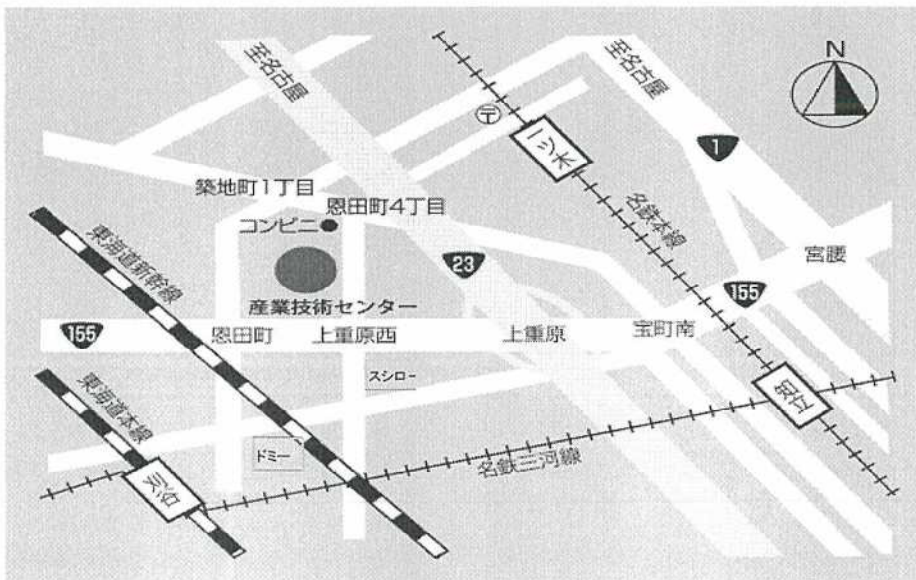 至名古屋
至名古屋
N
〒
一ツ木
1
築地町1丁目
恩田町4丁目
コンビニ
名鉄本線
東海道新幹線
23
宮腰
155
産業技術センター
155
恩田町
上重原西
上重原
宝町南
スシロー
東海道本線
知立
ドミー
名鉄三河線
刈谷